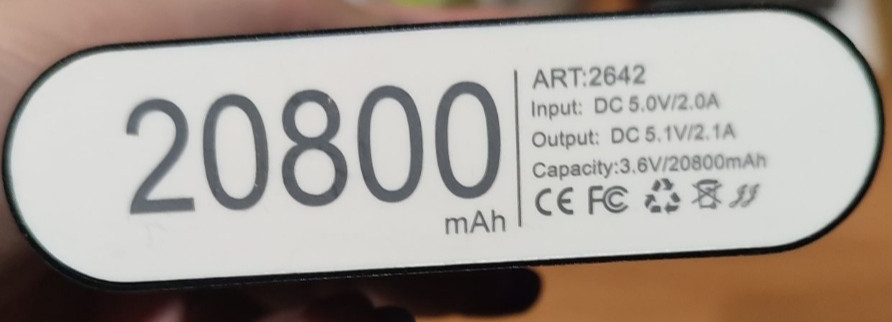 20800
mAh
ART:2642
Input: DC 5.0V/2.0A
Output: DC 5.1V/2.1A
Capacity:3.6V/20800mAh
CE FC